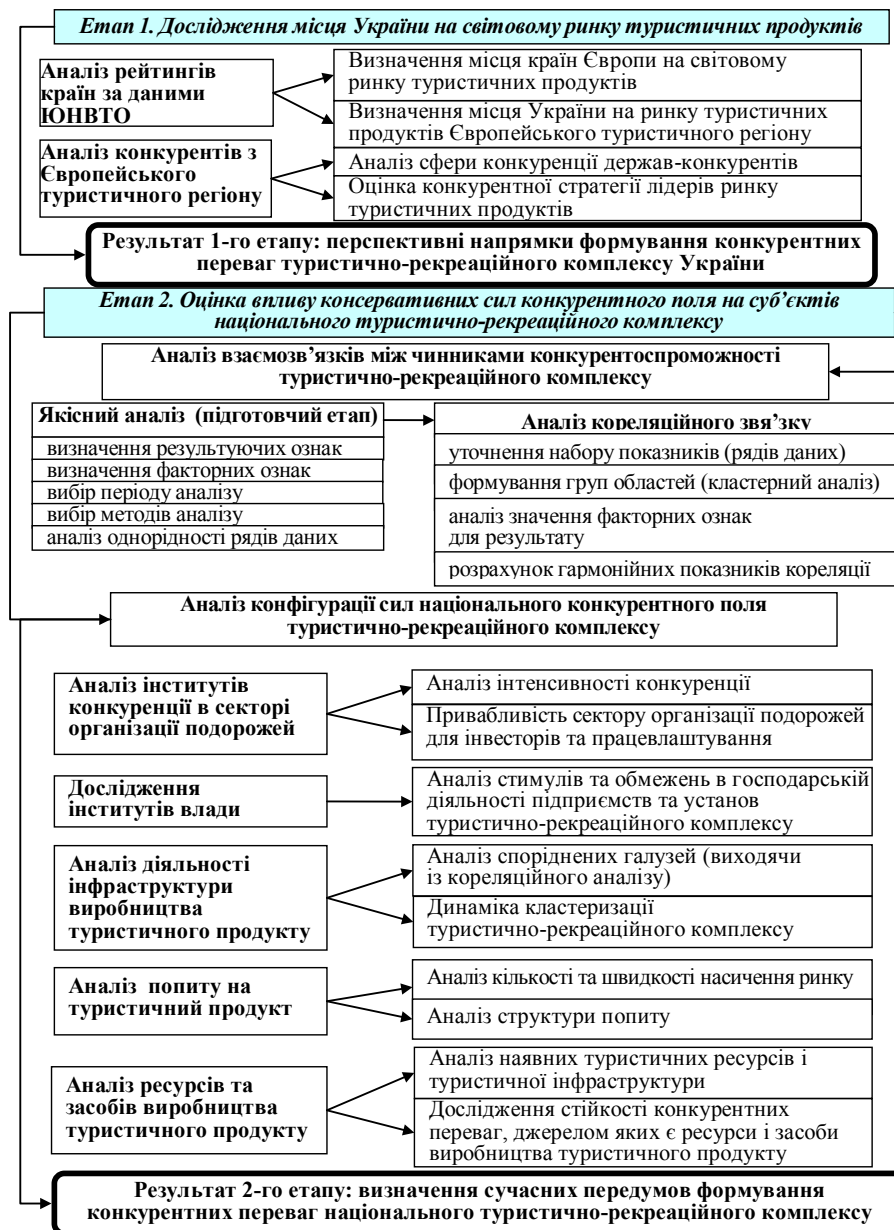 Етап 1. Дослідження місця України на світовому ринку туристичних продуктів
Аналіз рейтингів
країн за даними
ЮНВТО
Визначення місця країн Європи на світовому
ринку туристичних продуктів
Визначення місця України на ринку туристичних
продуктів Європейського туристичного регіону
Аналіз конкурентів з
Європейського
туристичного регіону
Аналіз сфери конкуренції держав-конкурентів
Оцінка конкурентної стратегії лідерів ринку
туристичних продуктів
Результат 1-го етапу: перспективні напрямки формування конкурентних
переваг туристично-рекреаційного комплексу України
Етап 2. Оцінка впливу консервативних сил конкурентного поля на суб’єктів
національного туристично-рекреаційного комплексу
Аналіз взаємозв’язків між чинниками конкурентоспроможності
туристично-рекреаційного комплексу
Якісний аналіз (підготовчий етап)
визначення результуючих ознак
визначення факторних ознак
вибір періоду аналізу
вибір методів аналізу
аналіз однорідності рядів даних
Аналіз кореляційного звя’зку
уточнення набору показників (рядів даних)
формування груп областей (кластерний аналіз)
аналіз значення факторних ознак
для результату
розрахунок гармонійних показників кореляції
Аналіз конфігурації сил національного конкурентного поля
туристично-рекреаційного комплексу
Аналіз інститутів
конкуренції в секторі
організації подорожей
Аналіз інтенсивності конкуренції
Привабливість сектору організації подорожей
для інвесторів та працевлаштування
Дослідження
інститутів влади
Аналіз стимулів та обмежень в господарській
діяльності підприємств та установ
туристично-рекреаційного комплексу
Аналіз діяльності
інфраструктури
виробництва
туристичного продукту
Аналіз споріднених галузей (виходячи
із кореляційного аналізу)
Динаміка кластеризації
туристично-рекреаційного комплексу
Аналіз попиту на
туристичний продукт
Аналіз кількості та швидкості насичення ринку
Аналіз структури попиту
Аналіз ресурсів та
засобів виробництва
туристичного продукту
Аналіз наявних туристичних ресурсів і
туристичної інфраструктури
Дослідження стійкості конкурентних
переваг, джерелом яких є ресурси і засоби
виробництва туристичного продукту
Результат 2-го етапу: визначення сучасних передумов формування
конкурентних переваг національного туристично-рекреаційного комплексу